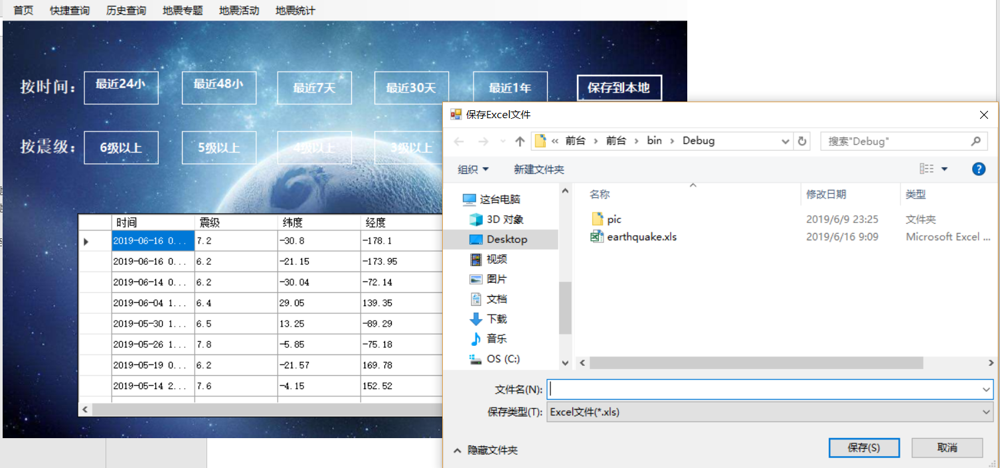 首页 快捷查询 历史查询 地震专题 地震活动 地震统计
按时间： 最近24小 最近48小 最近7天 最近30天 最近1年 保存到本地
按震级： 6级以上 5级以上 4级以上 3级以上
时间 震级 纬度 经度
2019-06-16 0... 7.2 -30.8 -178.1
2019-06-16 0... 6.2 -21.15 -173.95
2019-06-14 0... 6.2 -30.04 -72.14
2019-06-04 1... 6.4 29.05 139.35
2019-05-30 1... 6.5 13.25 -89.29
2019-05-26 1... 7.8 -5.85 -75.18
2019-05-19 0... 6.2 -21.57 169.78
2019-05-14 2... 7.6 -4.15 152.52
保存Excel文件
« 前台 › 前台 › bin › Debug
搜索"Debug"
组织 新建文件夹
这台电脑
3D 对象
Desktop
视频
图片
文档
下载
音乐
OS (C:)
名称 修改日期 类型
pic 2019/6/9 23:25 文件夹
earthquake.xls 2019/6/16 9:09 Microsoft Excel ...
文件名(N):
保存类型(T): Excel文件(*.xls)
隐藏文件夹 保存(S) 取消